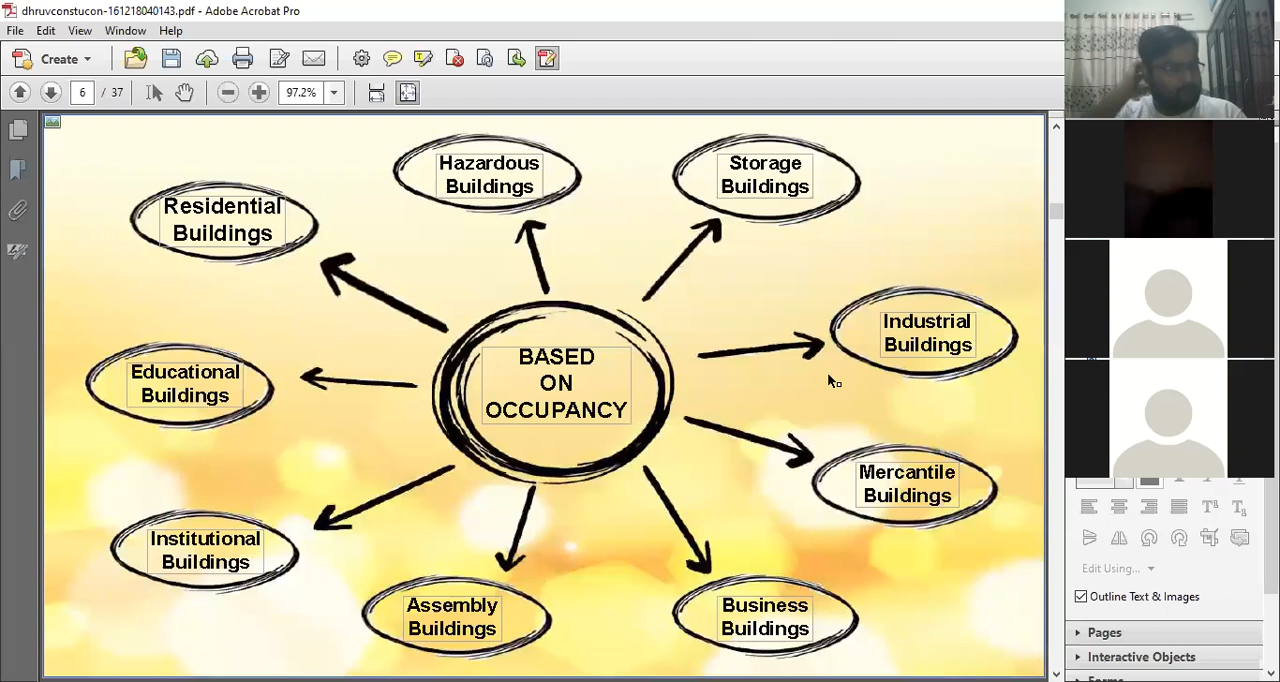 dhruvconstucon-161218040143.pdf - Adobe Acrobat Pro
File Edit View Window Help
Create
6 / 37
97.2%
Hazardous
Buildings
Storage
Buildings
Residential
Buildings
Industrial
Buildings
BASED
ON
OCCUPANCY
Educational
Buildings
Mercantile
Buildings
Institutional
Buildings
Assembly
Buildings
Business
Buildings
Edit Using...
Outline Text & Images
Pages
Interactive Objects